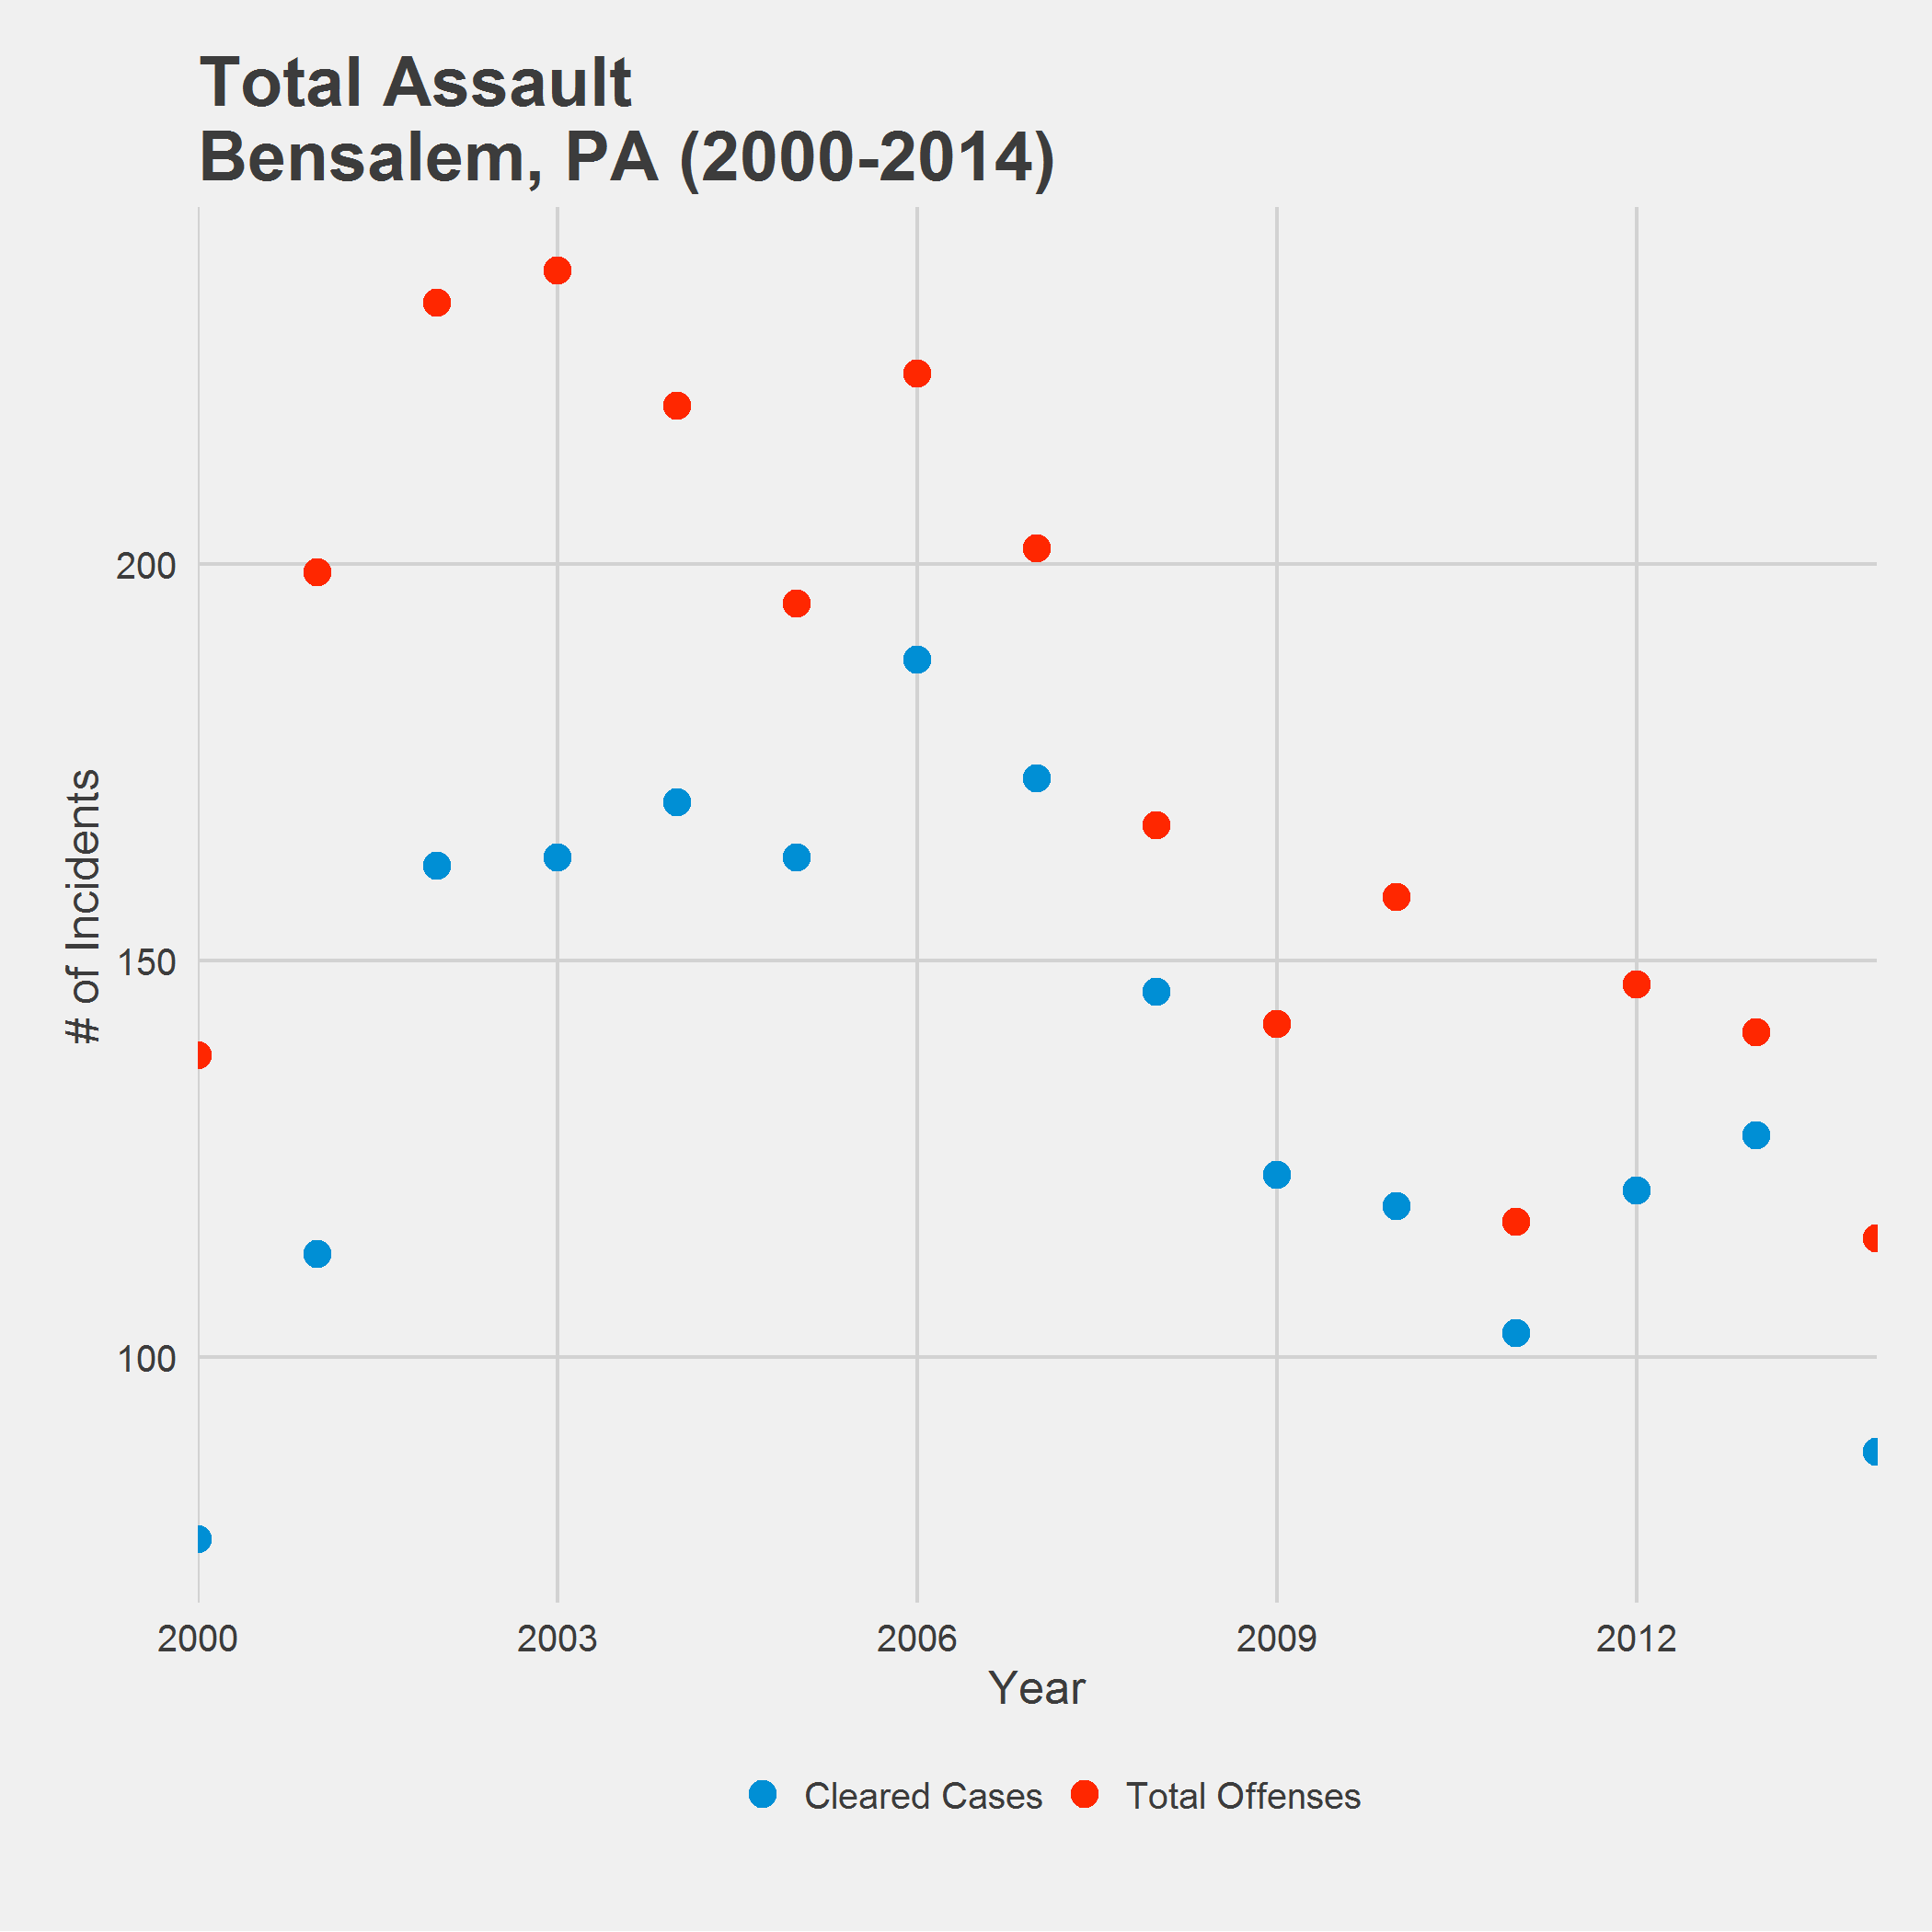 Total Assault
Bensalem, PA (2000-2014)
# of Incidents
200
150
100
2000 2003 2006 2009 2012
Year
Cleared Cases Total Offenses